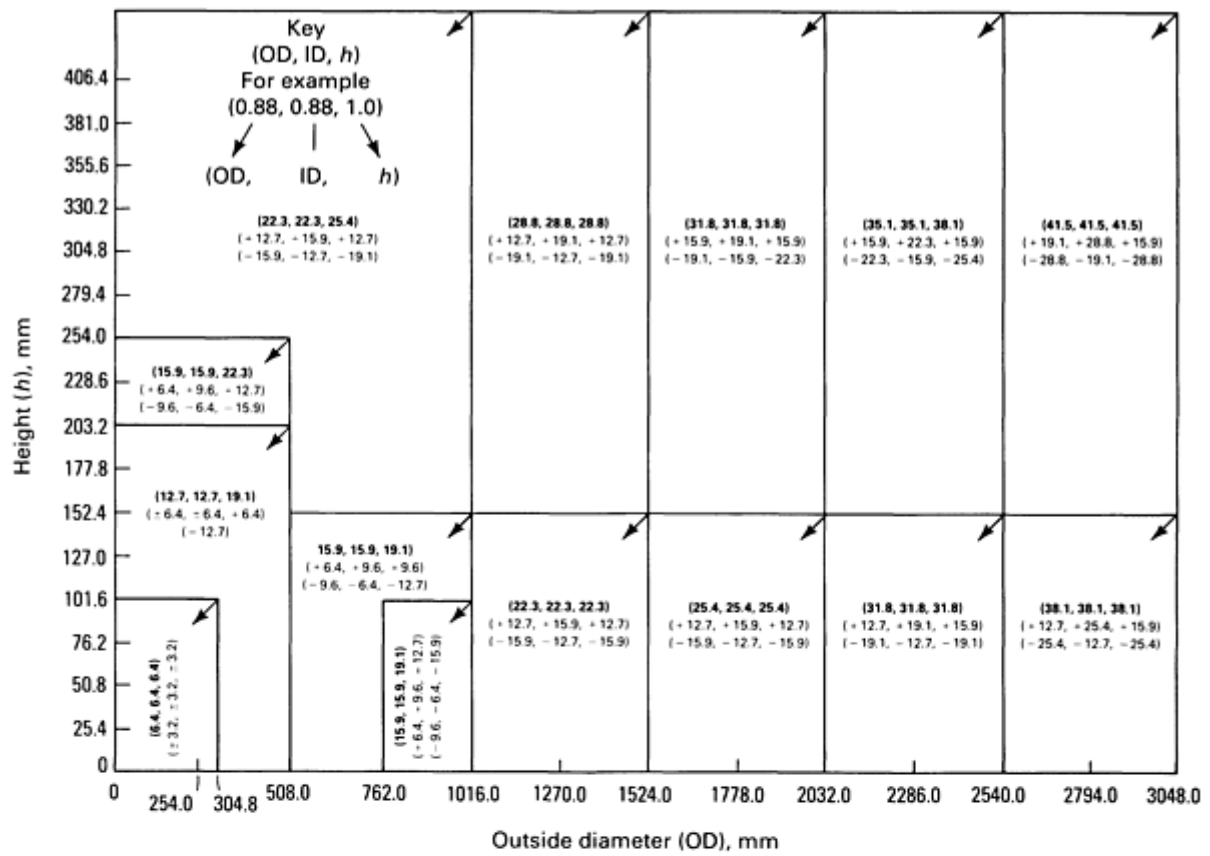 Key
(OD, ID, h)
For example
(0.88, 0.88, 1.0)
(OD, ID, h)
Height (h), mm
406.4
381.0
355.6
330.2
304.8
279.4
254.0
228.6
203.2
177.8
152.4
127.0
101.6
76.2
50.8
25.4
0
(22.3, 22.3, 25.4)
(+12.7, +15.9, +12.7)
(−15.9, −12.7, −19.1)
(28.8, 28.8, 28.8)
(+12.7, +19.1, +12.7)
(−19.1, −12.7, −19.1)
(31.8, 31.8, 31.8)
(+15.9, +19.1, +15.9)
(−19.1, −15.9, −22.3)
(35.1, 35.1, 38.1)
(+15.9, +22.3, +15.9)
(−22.3, −15.9, −25.4)
(41.5, 41.5, 41.5)
(+19.1, +28.8, +15.9)
(−28.8, −19.1, −28.8)
(15.9, 15.9, 22.3)
(+6.4, +9.6, +12.7)
(−9.6, −6.4, −15.9)
(12.7, 12.7, 19.1)
(±6.4, ±6.4, +6.4)
(−12.7)
15.9, 15.9, 19.1)
(+6.4, +9.6, +9.6)
(−9.6, −6.4, −12.7)
(6.4, 6.4, 6.4)
(±3.2, ±3.2, ±3.2)
(15.9, 15.9, 19.1)
(+6.4, +9.6, +12.7)
(−9.6, −6.4, −15.9)
(22.3, 22.3, 22.3)
(+12.7, +15.9, +12.7)
(−15.9, −12.7, −15.9)
(25.4, 25.4, 25.4)
(+12.7, +15.9, +12.7)
(−15.9, −12.7, −15.9)
(31.8, 31.8, 31.8)
(+12.7, +19.1, +15.9)
(−19.1, −12.7, −19.1)
(38.1, 38.1, 38.1)
(+12.7, +25.4, +15.9)
(−25.4, −12.7, −25.4)
0 254.0 304.8 508.0 762.0 1016.0 1270.0 1524.0 1778.0 2032.0 2286.0 2540.0 2794.0 3048.0
Outside diameter (OD), mm